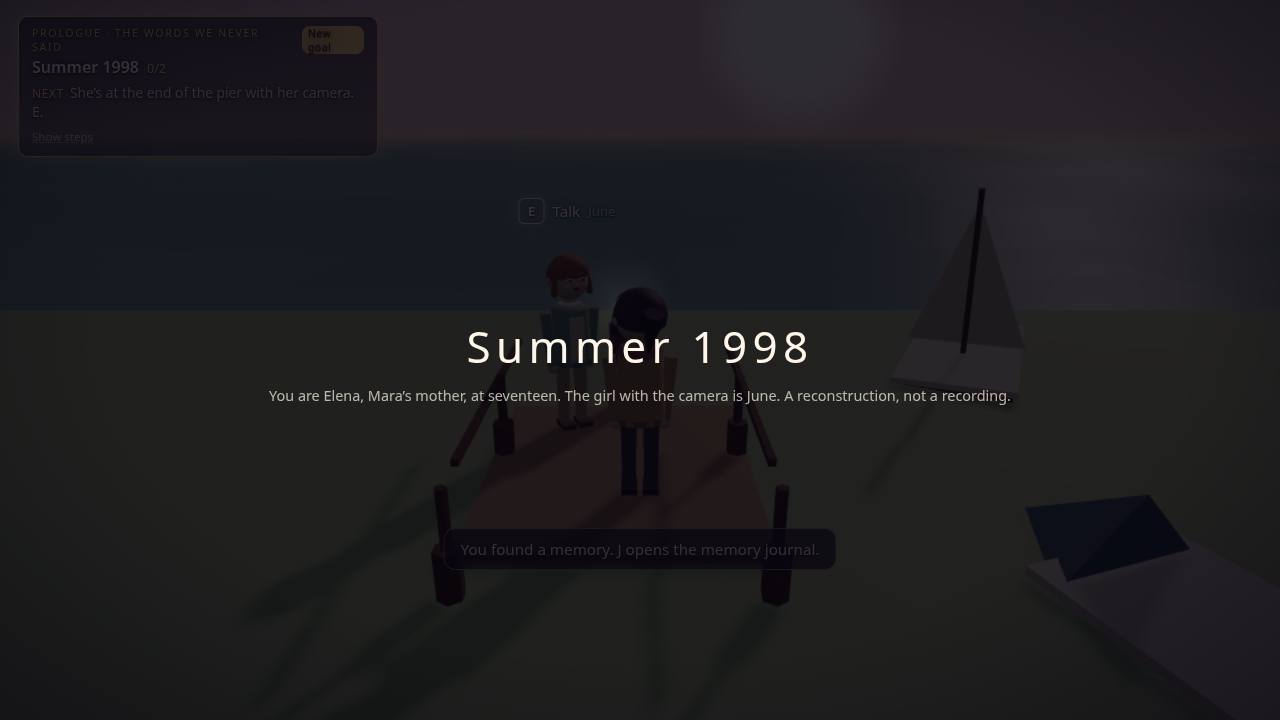 PROLOGUE · THE WORDS WE NEVER
SAID
New
goal
Summer 1998 0/2
NEXT She's at the end of the pier with her camera.
E.
Show steps
E Talk June
Summer 1998
You are Elena, Mara's mother, at seventeen. The girl with the camera is June. A reconstruction, not a recording.
You found a memory. J opens the memory journal.